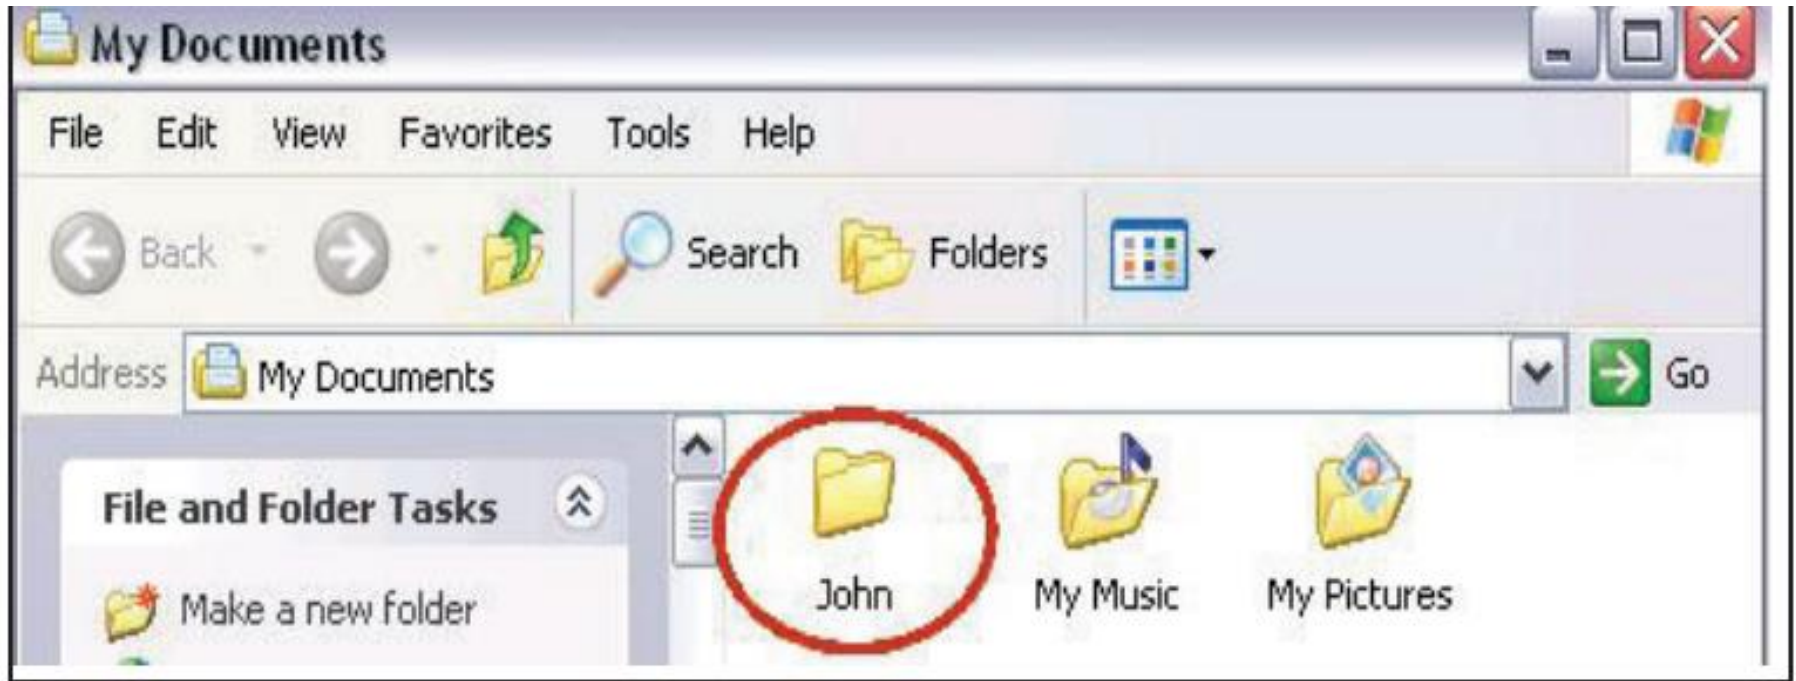 My Documents
File Edit View Favorites Tools Help
Back Search Folders
Address My Documents Go
File and Folder Tasks
Make a new folder
John My Music My Pictures